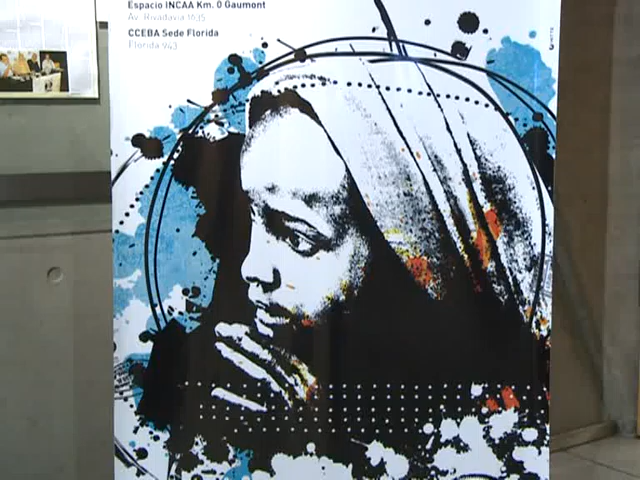 Espacio INCAA Km. 0 Gaumont
Av. Rivadavia 1635
CCEBA Sede Florida
Florida 943